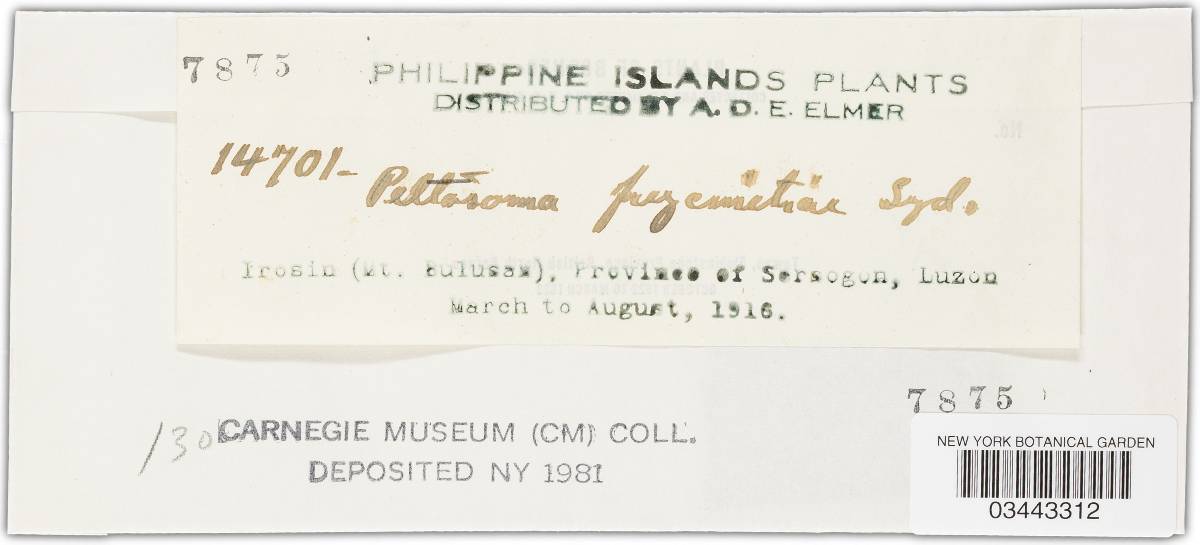 7875
PHILIPPINE ISLANDS PLANTS
DISTRIBUTED BY A. D. E. ELMER
14701- Peltosoma freycinetiae Syd.
Irosin (Mt. Bulusan), Province of Sorsogon, Luzon
March to August, 1916.
7875
130
CARNEGIE MUSEUM (CM) COLL.
DEPOSITED NY 1981
NEW YORK BOTANICAL GARDEN
03443312